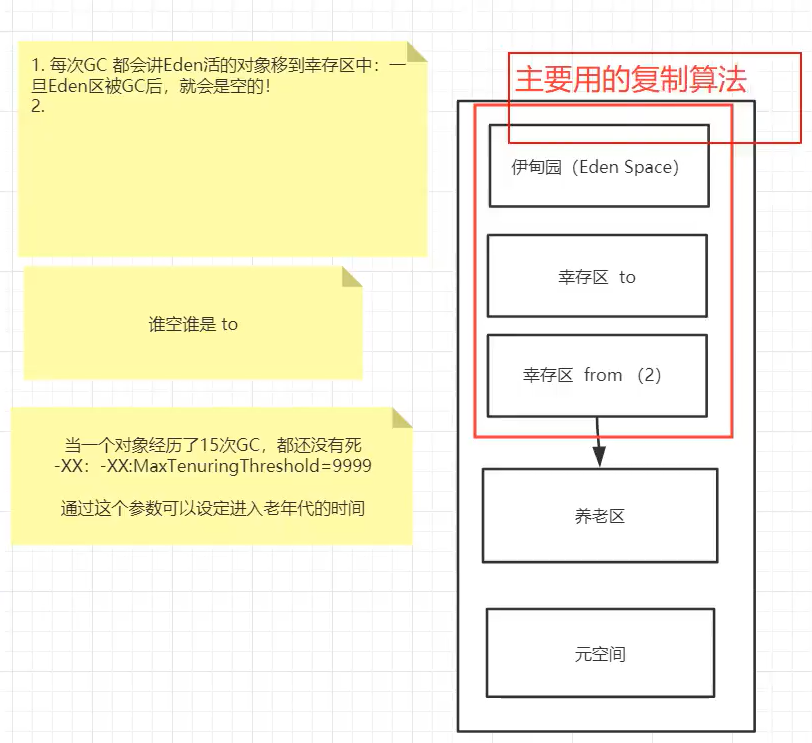 1. 每次GC 都会讲Eden活的对象移到幸存区中：一
旦Eden区被GC后，就会是空的！
2.
谁空谁是 to
当一个对象经历了15次GC，都还没有死
-XX：-XX:MaxTenuringThreshold=9999
通过这个参数可以设定进入老年代的时间
主要用的复制算法
伊甸园（Eden Space）
幸存区 to
幸存区 from （2）
养老区
元空间